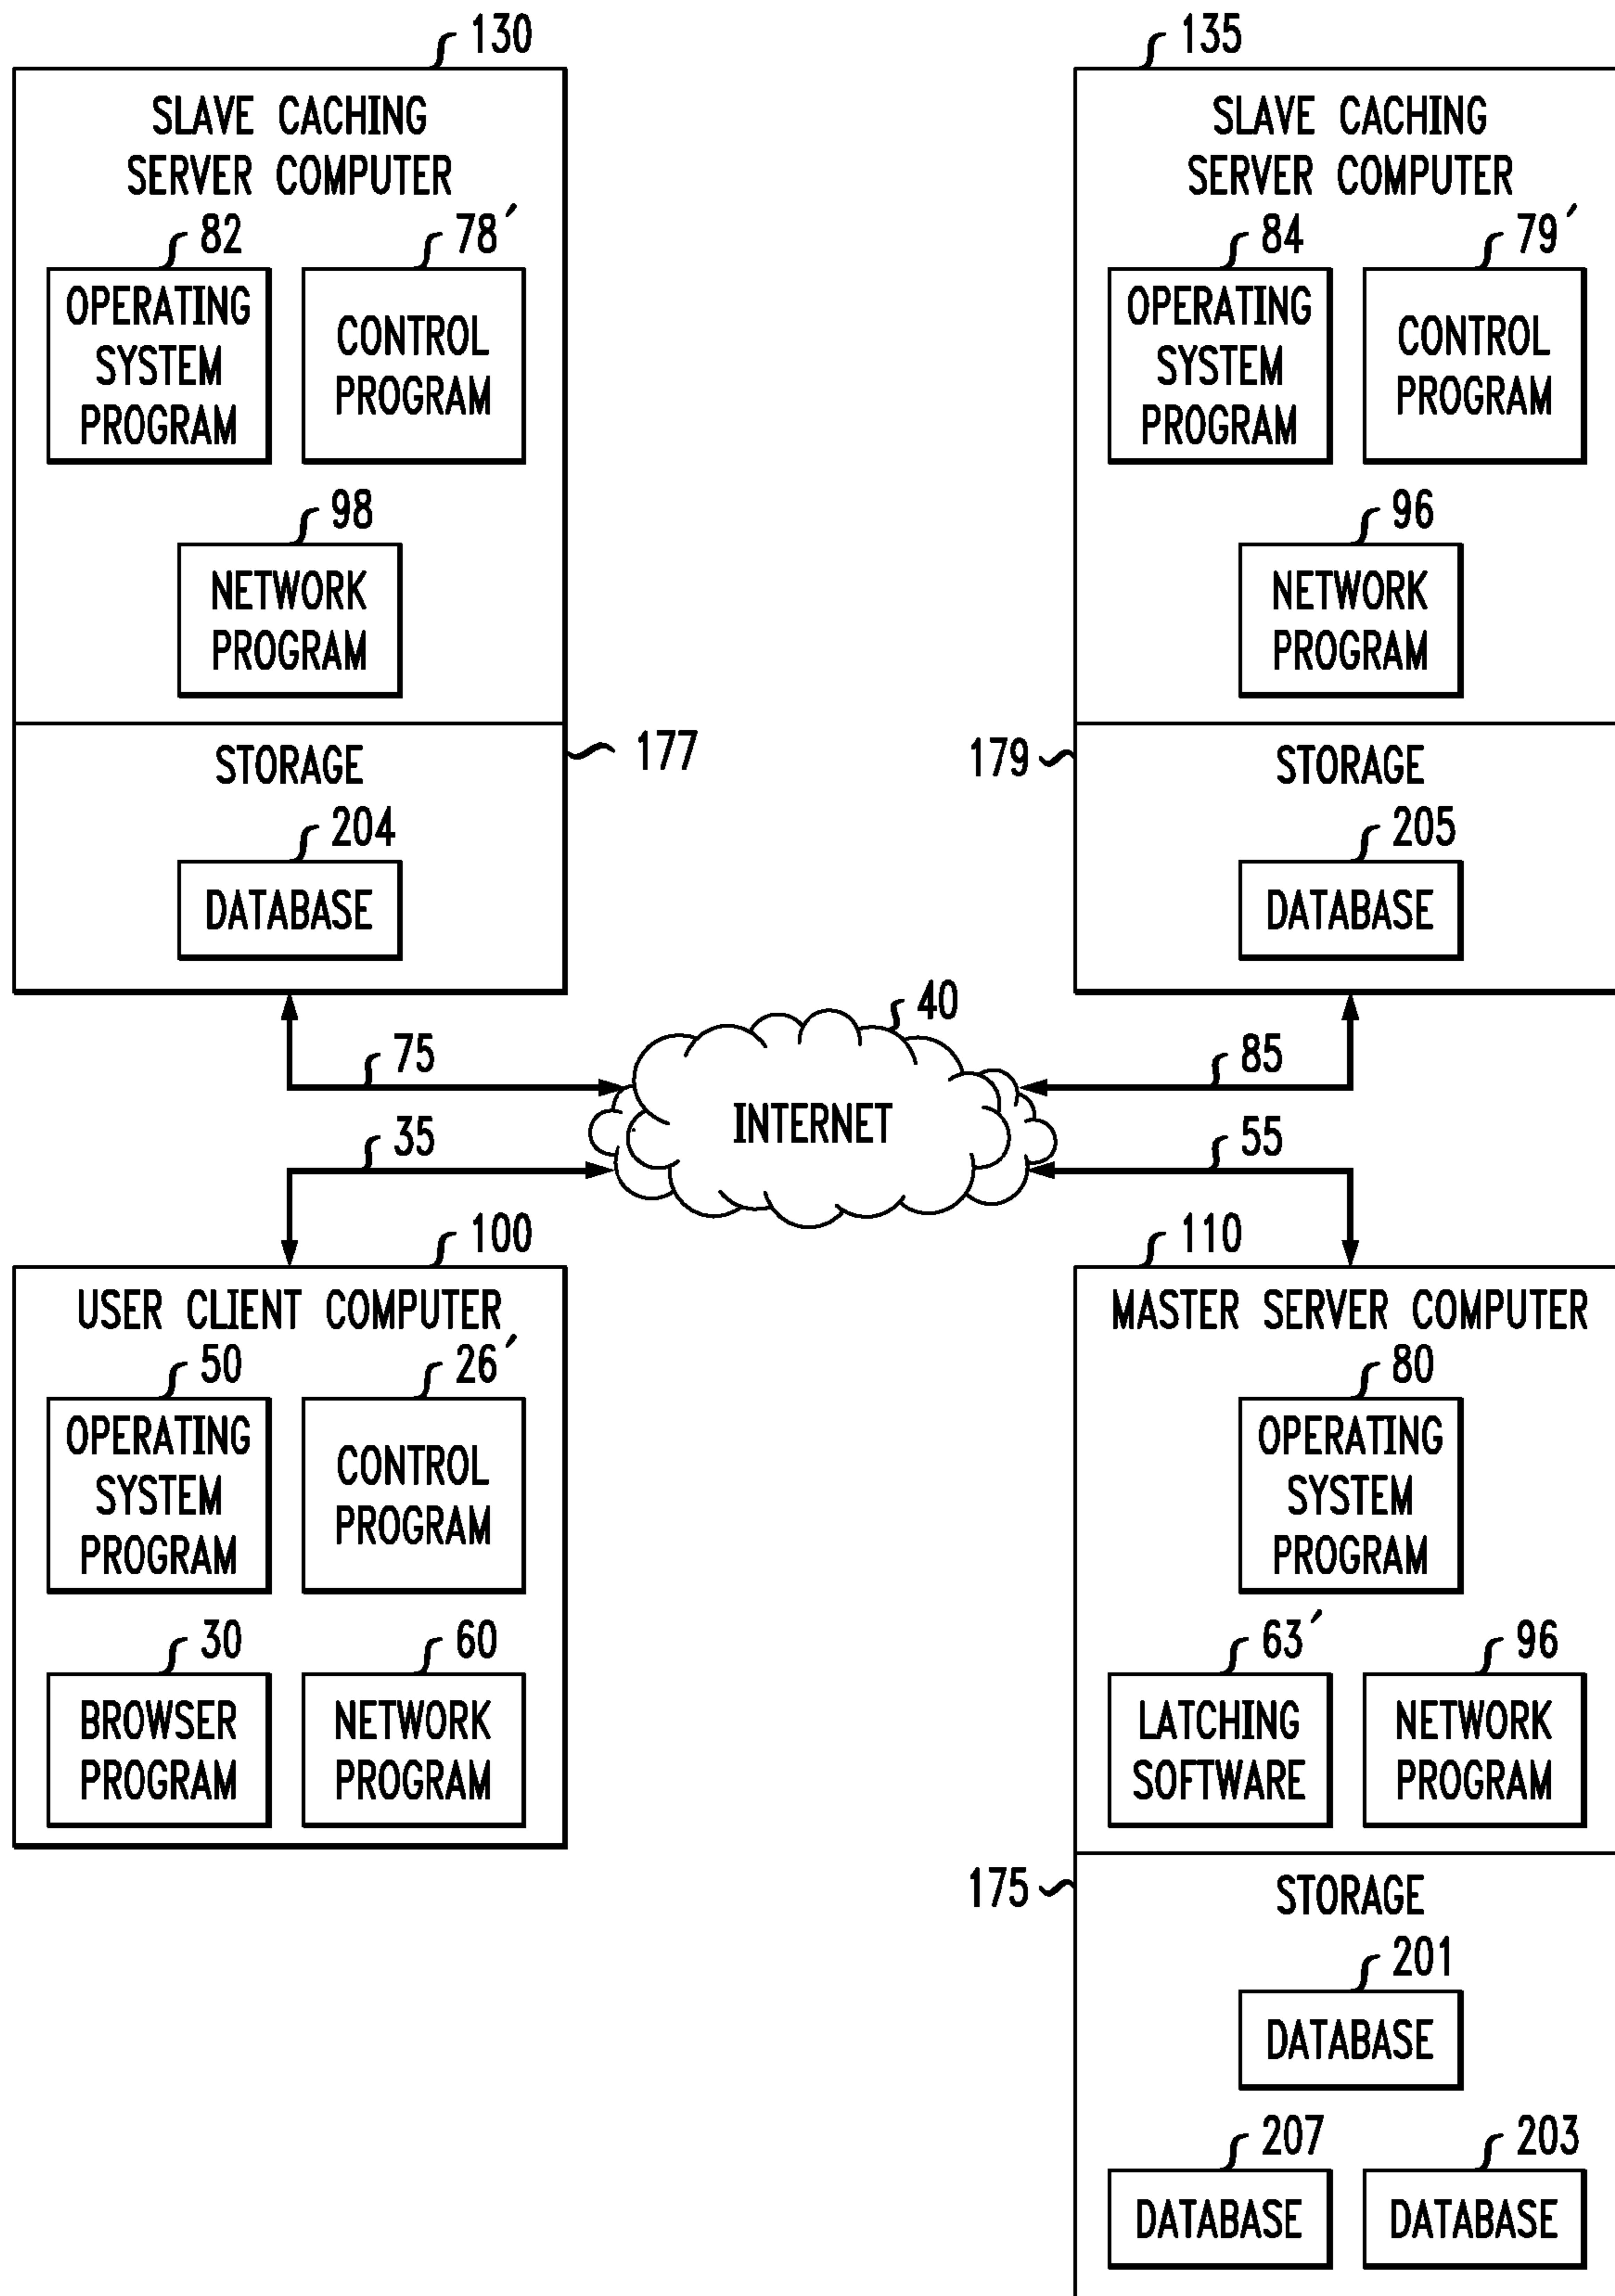 130
SLAVE CACHING
SERVER COMPUTER
82
78′
OPERATING
SYSTEM
PROGRAM
CONTROL
PROGRAM
98
NETWORK
PROGRAM
177
STORAGE
204
DATABASE
135
SLAVE CACHING
SERVER COMPUTER
84
79′
OPERATING
SYSTEM
PROGRAM
CONTROL
PROGRAM
96
NETWORK
PROGRAM
179
STORAGE
205
DATABASE
40
INTERNET
75
85
35
55
100
USER CLIENT COMPUTER
50
26′
OPERATING
SYSTEM
PROGRAM
CONTROL
PROGRAM
30
60
BROWSER
PROGRAM
NETWORK
PROGRAM
110
MASTER SERVER COMPUTER
80
OPERATING
SYSTEM
PROGRAM
63′
96
LATCHING
SOFTWARE
NETWORK
PROGRAM
175
STORAGE
201
DATABASE
207
203
DATABASE
DATABASE